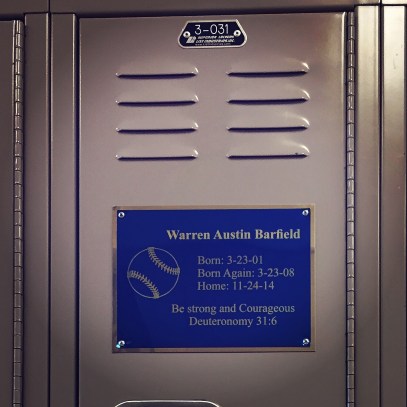 3-031
Warren Austin Barfield
Born: 3-23-01
Born Again: 3-23-08
Home: 11-24-14
Be strong and Courageous
Deuteronomy 31:6